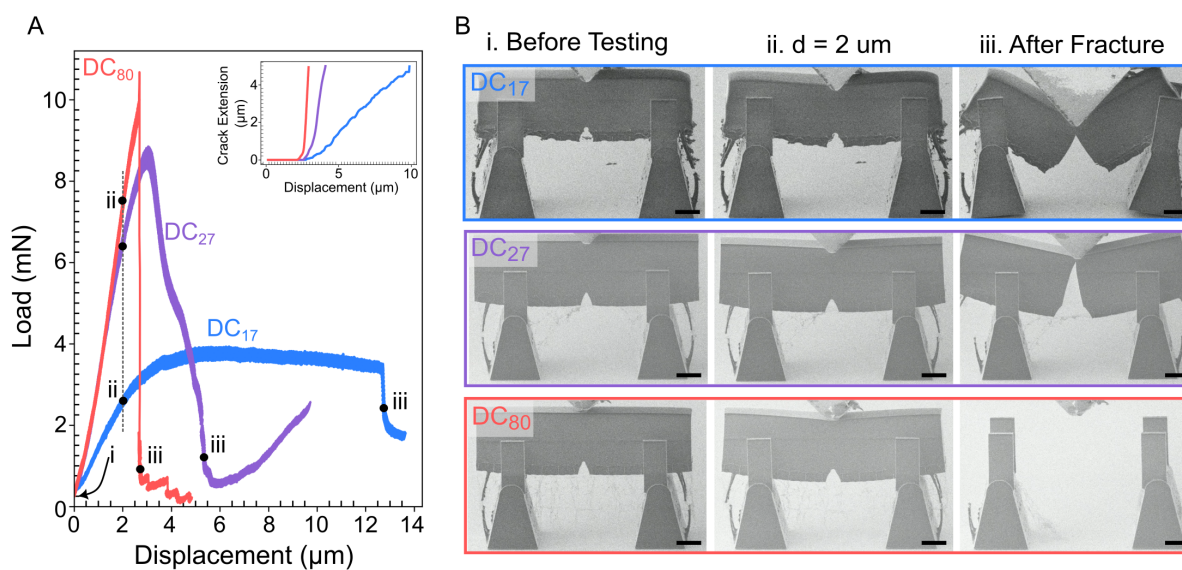 A
B
i. Before Testing
ii. d = 2 um
iii. After Fracture
DC80
DC27
DC17
ii
ii
i
iii
iii
iii
Load (mN)
10
8
6
4
2
0
0 2 4 6 8 10 12 14
Displacement (μm)
Crack Extension
(μm)
4
2
0
0 5 10
Displacement (μm)
DC17
DC27
DC80